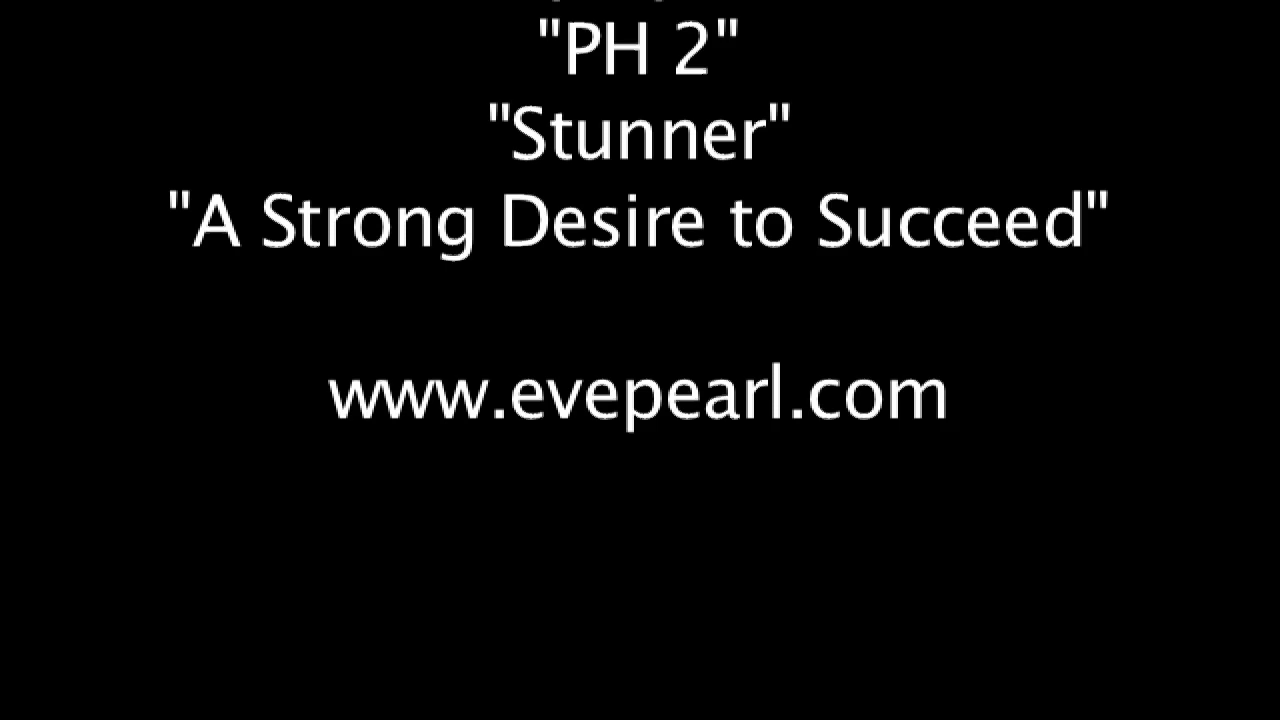 "PH 2"
"Stunner"
"A Strong Desire to Succeed"
www.evepearl.com